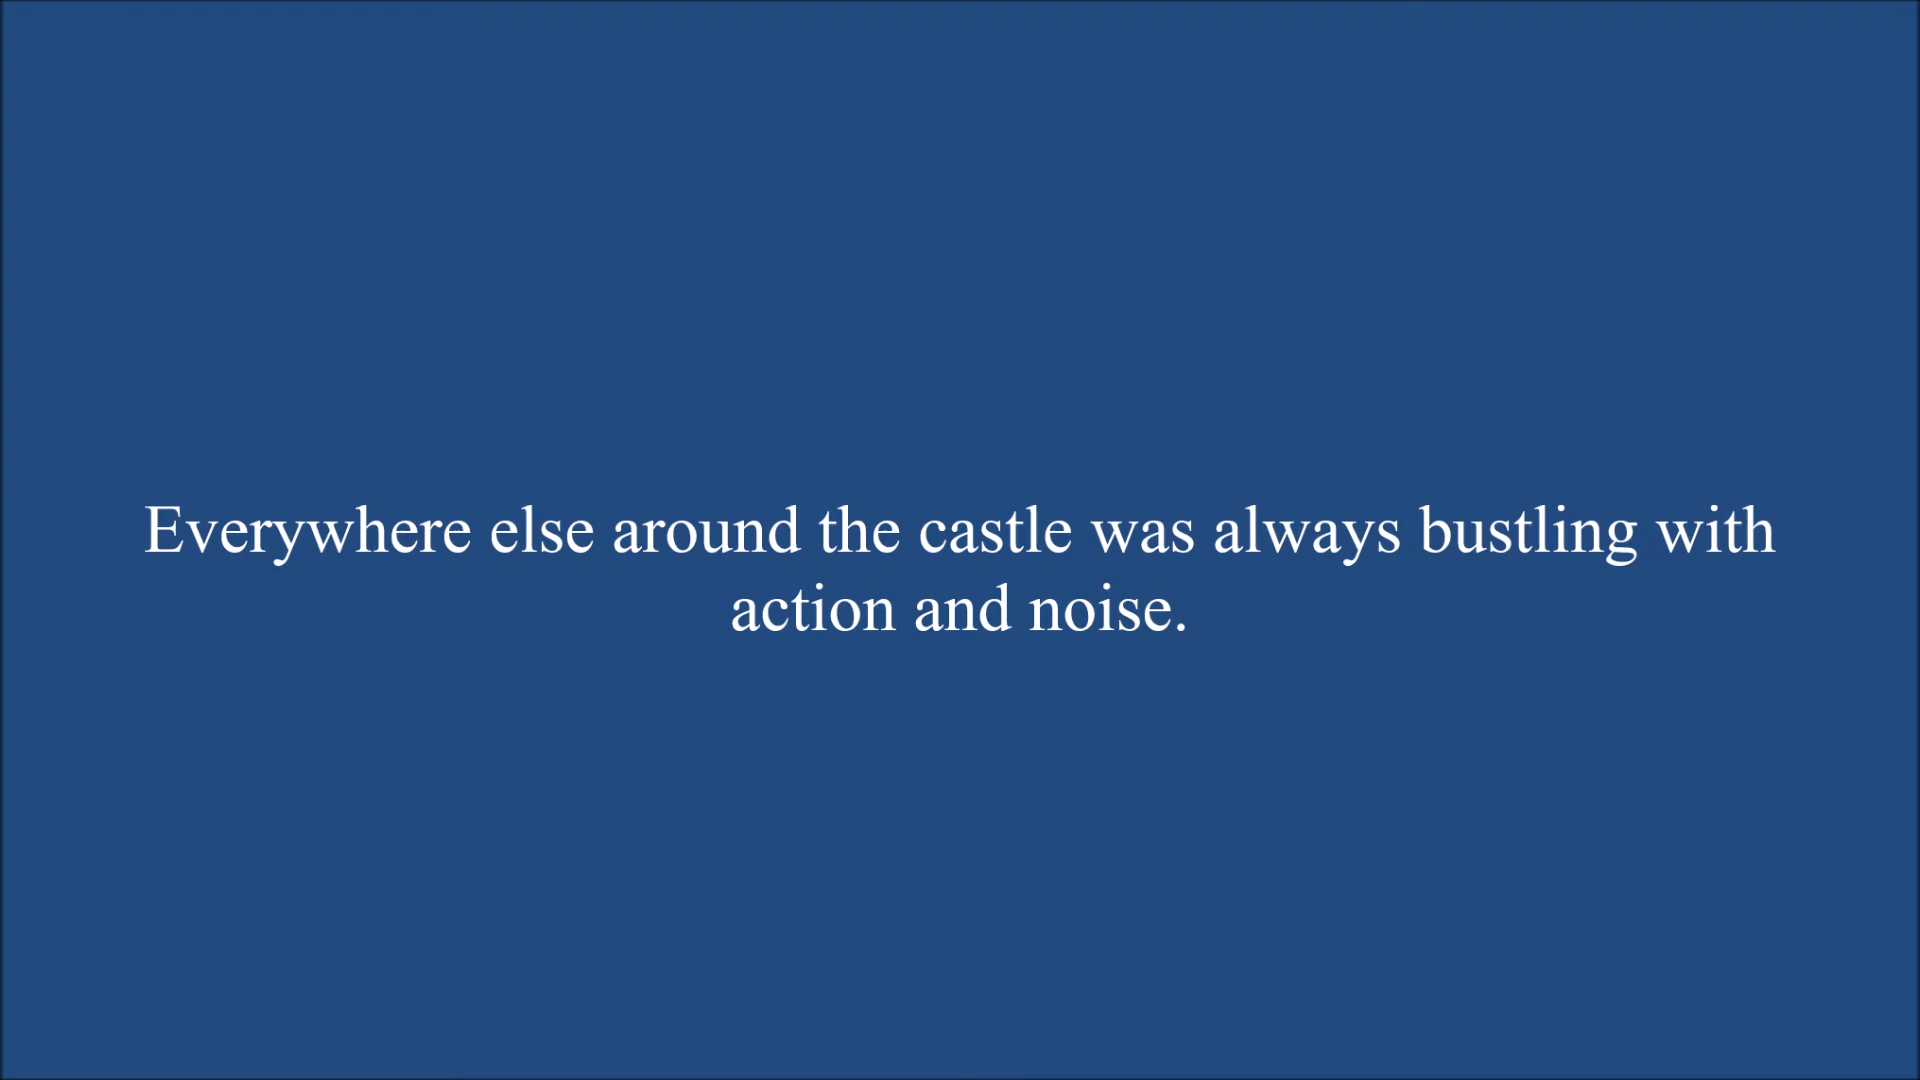 Everywhere else around the castle was always bustling with
action and noise.